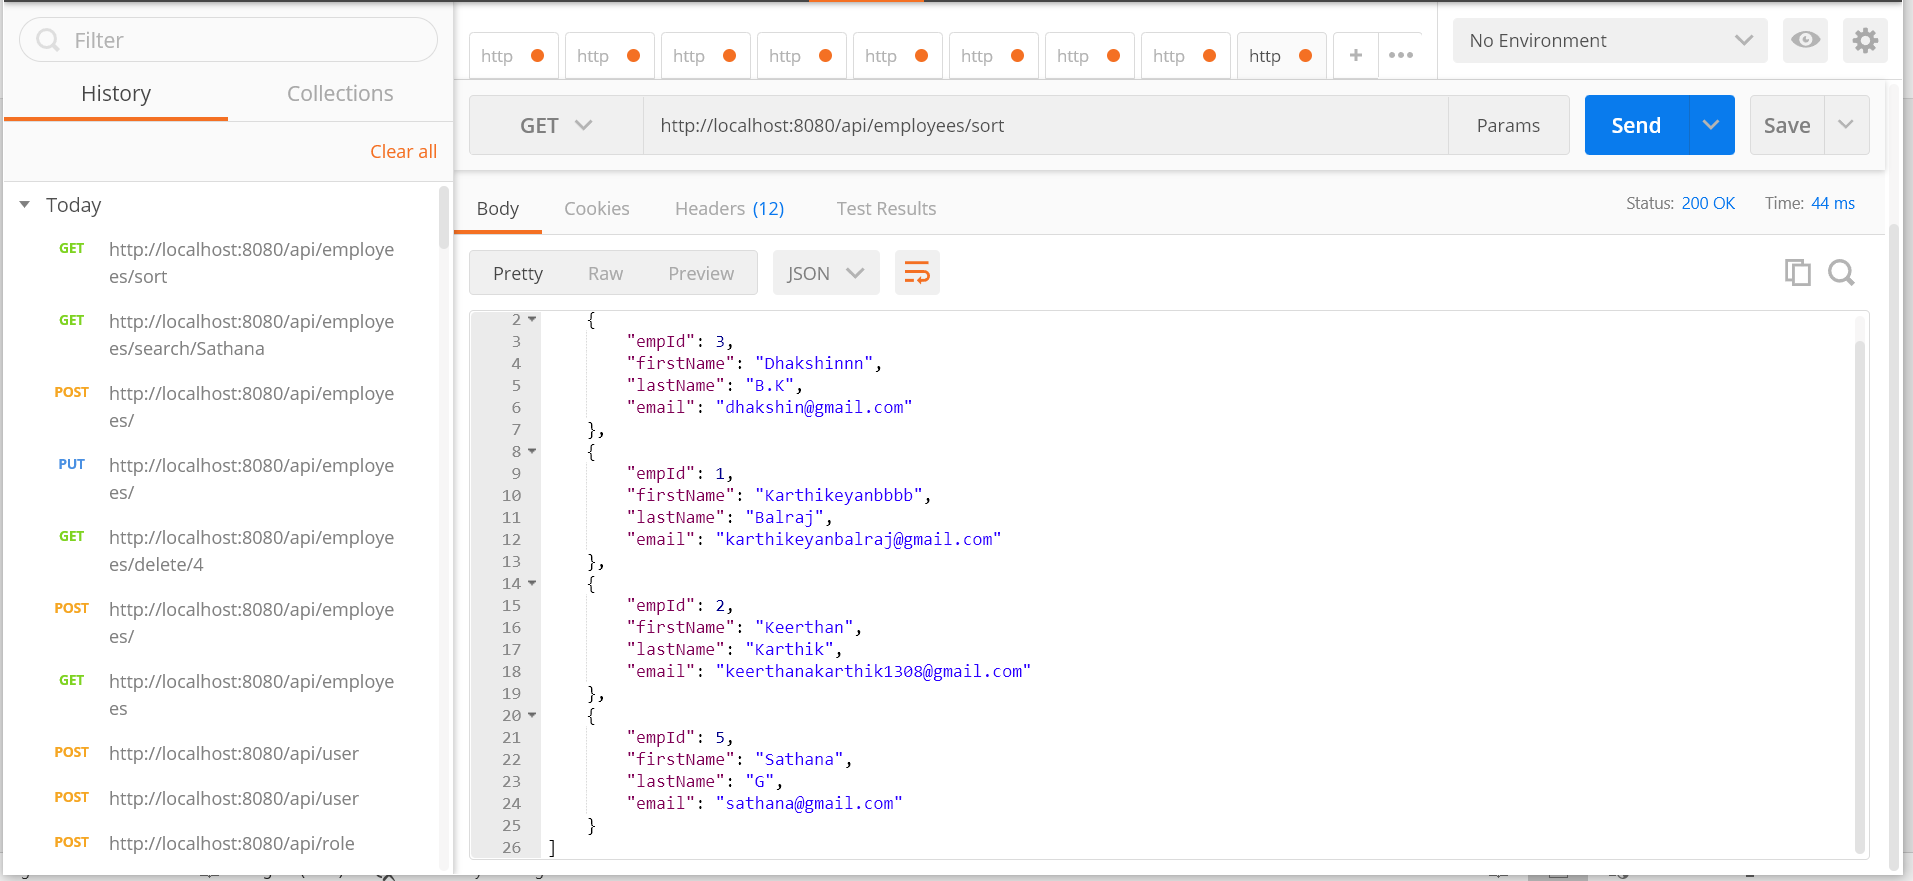 Filter
History Collections
Clear all
Today
GET http://localhost:8080/api/employe
es/sort
GET http://localhost:8080/api/employe
es/search/Sathana
POST http://localhost:8080/api/employe
es/
PUT http://localhost:8080/api/employe
es/
GET http://localhost:8080/api/employe
es/delete/4
POST http://localhost:8080/api/employe
es/
GET http://localhost:8080/api/employe
es
POST http://localhost:8080/api/user
POST http://localhost:8080/api/user
POST http://localhost:8080/api/role
http http http http http http http http http + •••
No Environment
GET http://localhost:8080/api/employees/sort Params Send Save
Body Cookies Headers (12) Test Results Status: 200 OK Time: 44 ms
Pretty Raw Preview JSON
2 {
3 "empId": 3,
4 "firstName": "Dhakshinnn",
5 "lastName": "B.K",
6 "email": "dhakshin@gmail.com"
7 },
8 {
9 "empId": 1,
10 "firstName": "Karthikeyanbbbb",
11 "lastName": "Balraj",
12 "email": "karthikeyanbalraj@gmail.com"
13 },
14 {
15 "empId": 2,
16 "firstName": "Keerthan",
17 "lastName": "Karthik",
18 "email": "keerthanakarthik1308@gmail.com"
19 },
20 {
21 "empId": 5,
22 "firstName": "Sathana",
23 "lastName": "G",
24 "email": "sathana@gmail.com"
25 }
26 ]